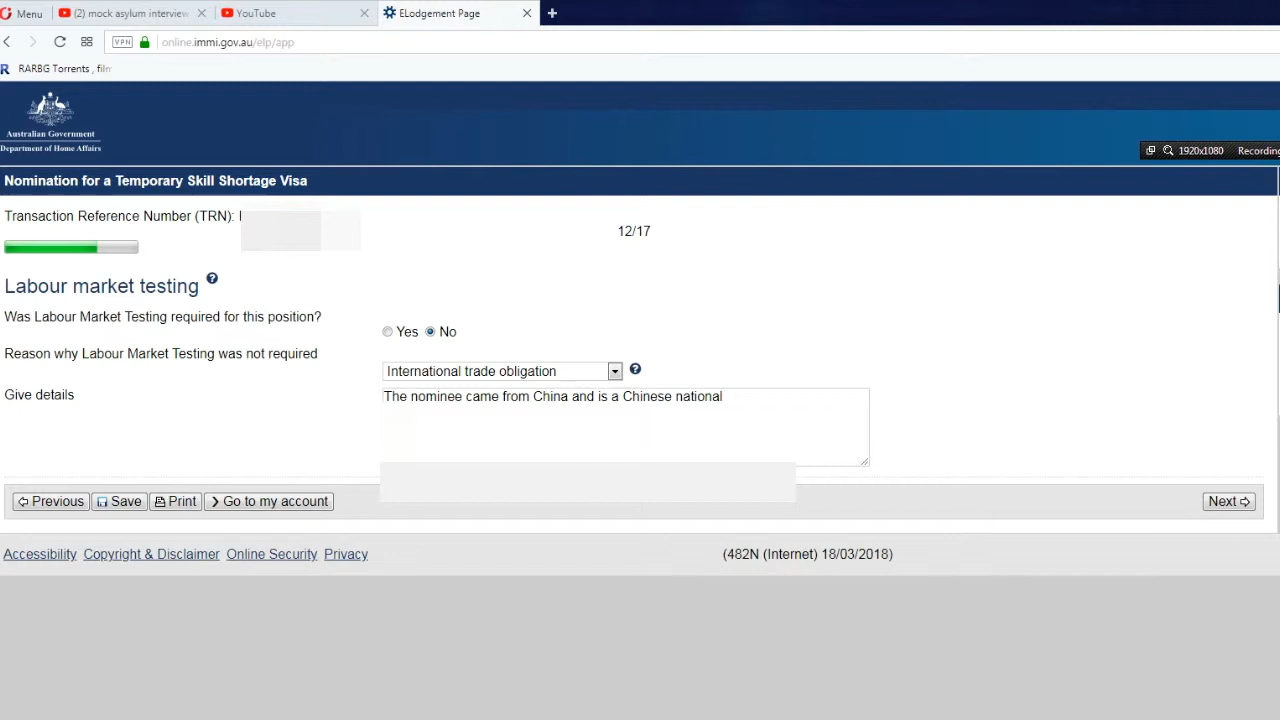 Menu
(2) mock asylum interview
YouTube
ELodgement Page
VPN
online.immi.gov.au/elp/app
RARBG Torrents , film
Australian Government
Department of Home Affairs
1920x1080 Recording
Nomination for a Temporary Skill Shortage Visa
Transaction Reference Number (TRN):
12/17
Labour market testing
Was Labour Market Testing required for this position?
Yes No
Reason why Labour Market Testing was not required
International trade obligation
Give details
The nominee came from China and is a Chinese national
Previous Save Print Go to my account Next
Accessibility Copyright & Disclaimer Online Security Privacy
(482N (Internet) 18/03/2018)